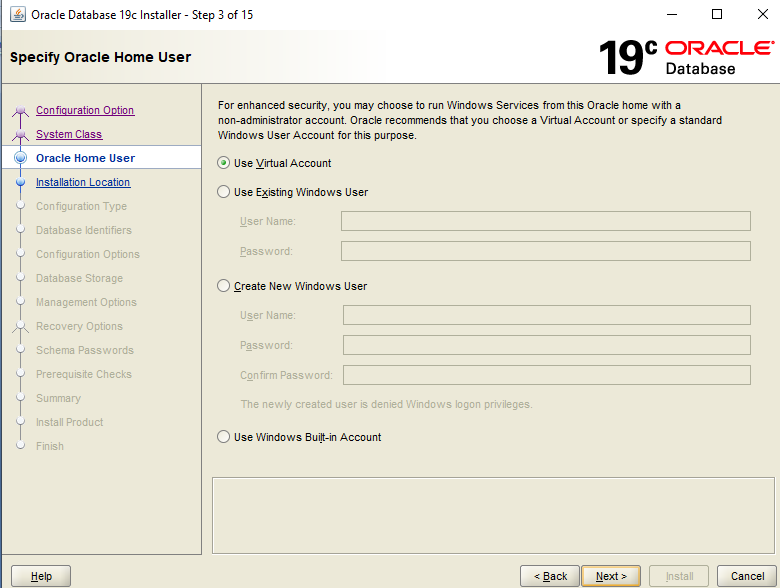 Oracle Database 19c Installer - Step 3 of 15
Specify Oracle Home User
19c ORACLE
Database
Configuration Option
System Class
Oracle Home User
Installation Location
Configuration Type
Database Identifiers
Configuration Options
Database Storage
Management Options
Recovery Options
Schema Passwords
Prerequisite Checks
Summary
Install Product
Finish
For enhanced security, you may choose to run Windows Services from this Oracle home with a
non-administrator account. Oracle recommends that you choose a Virtual Account or specify a standard
Windows User Account for this purpose.
Use Virtual Account
Use Existing Windows User
User Name:
Password:
Create New Windows User
User Name:
Password:
Confirm Password:
The newly created user is denied Windows logon privileges.
Use Windows Built-in Account
Help
< Back
Next >
Install
Cancel